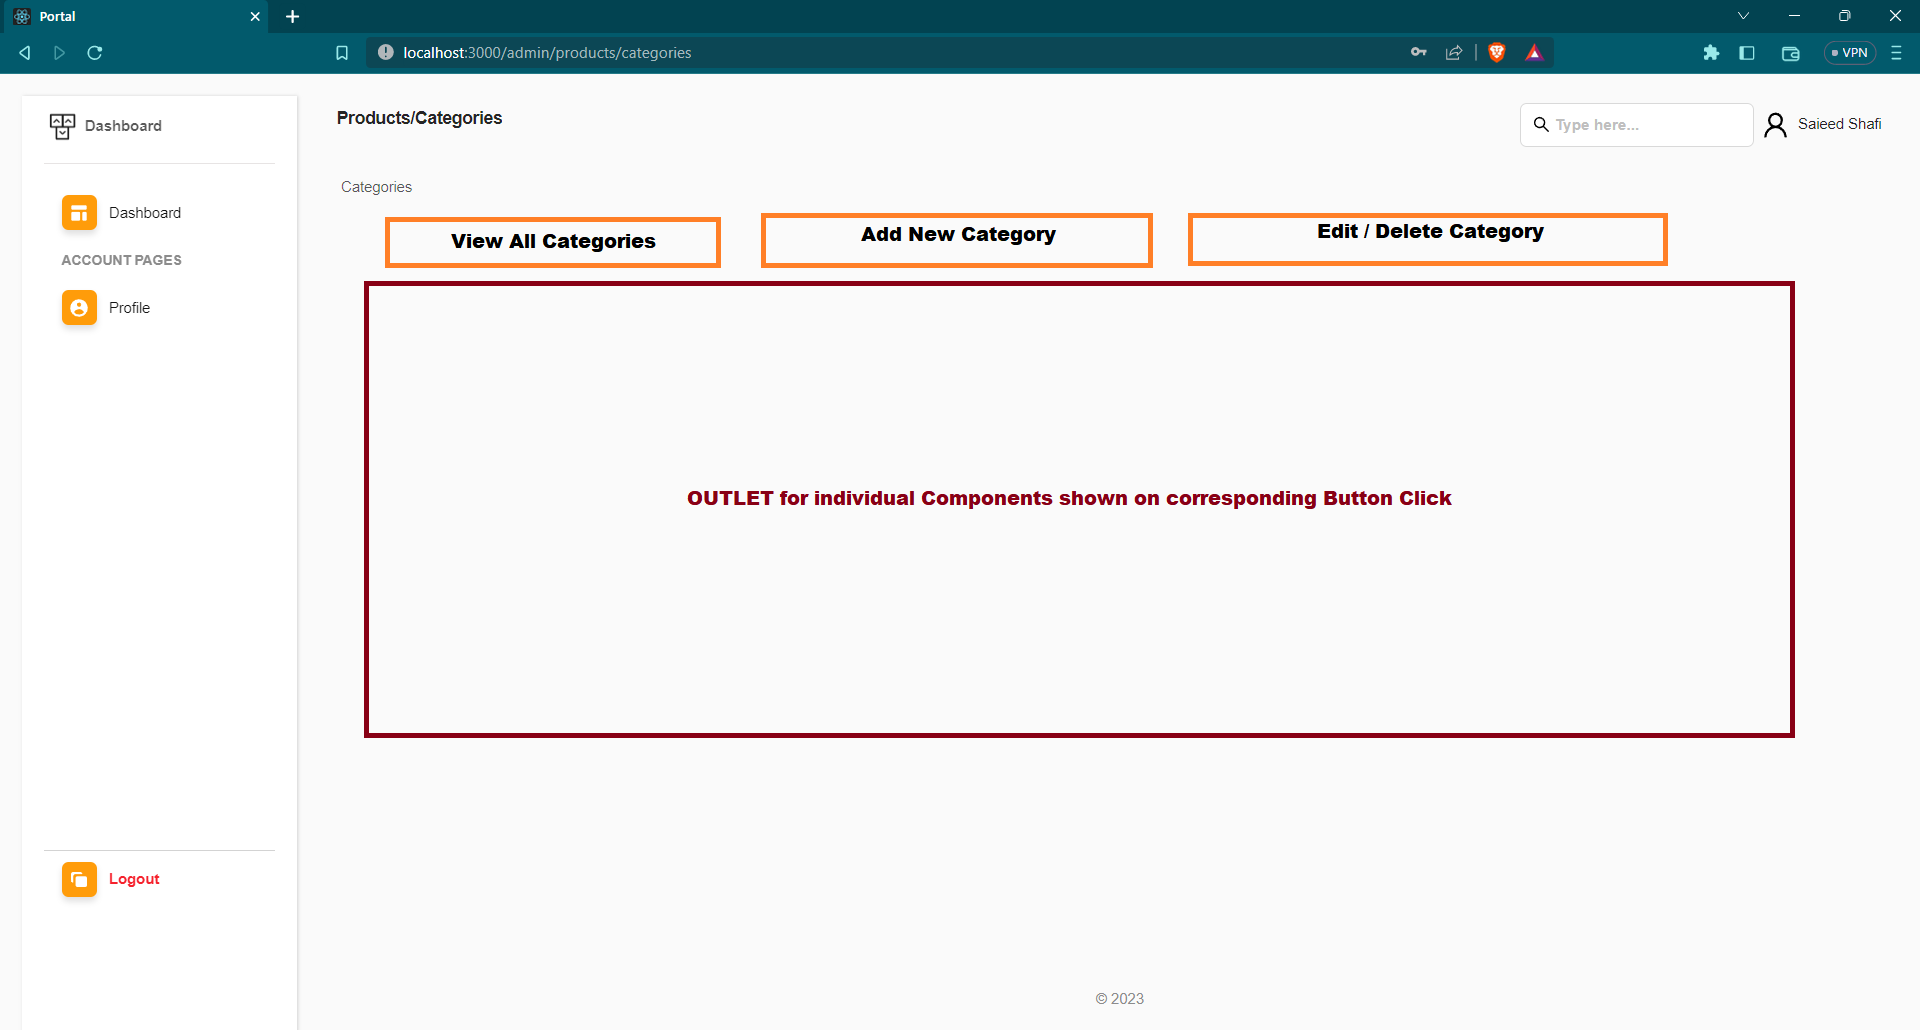 Portal
localhost:3000/admin/products/categories
VPN
Dashboard
Products/Categories
Type here...
Saieed Shafi
Categories
Dashboard
View All Categories
Add New Category
Edit / Delete Category
ACCOUNT PAGES
Profile
OUTLET for individual Components shown on corresponding Button Click
Logout
© 2023